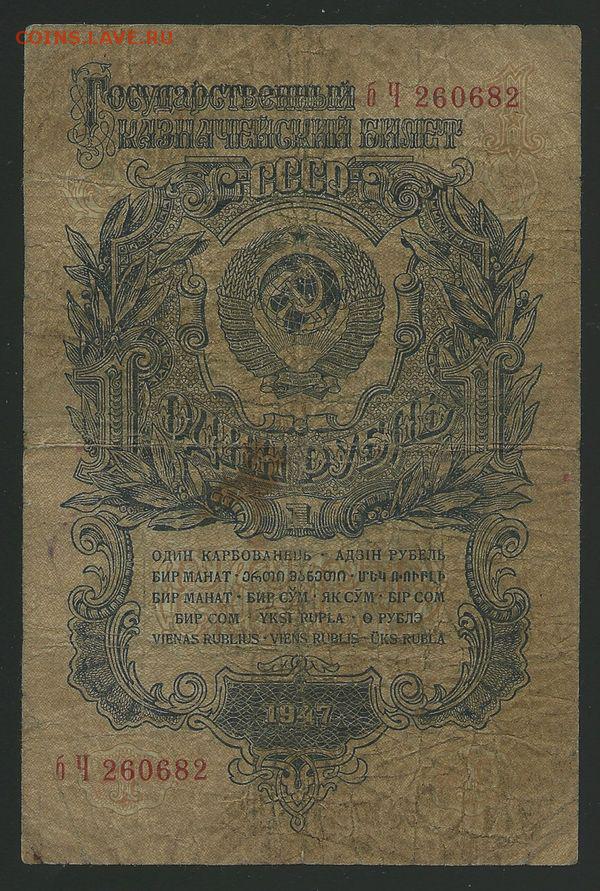 COINS.LAVE.RU
Государственный бЧ 260682
казначейский билет
СССР
1 1
ОДИН РУБЛЬ
1
ОДИН КАРБОВАНЕЦЬ · АДЗІН РУБЕЛЬ
БИР МАНАТ · ᲔᲠᲗᲘ ᲛᲐᲜᲔᲗᲘ · ՄԵԿ ՌՈՒԲԼԻ
БИР МАНАТ · БИР СЎМ · ЯК СЎМ · БІР СОМ
БИР СОМ · YKSI RUPLA · О РУБЛЭ
VIENAS RUBLIUS · VIENS RUBLIS · ÜKS RUBLA
1947
бЧ 260682